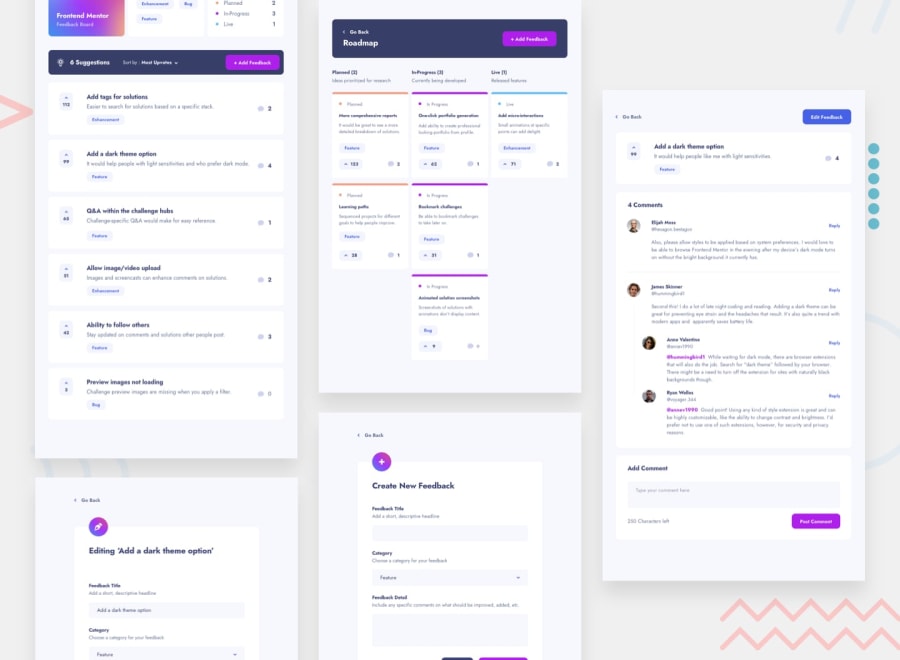 Frontend Mentor
Feedback Board
Enhancement
Bug
Feature
Planned 2
In-Progress 3
Live 1
6 Suggestions
Sort by Most Upvotes
+ Add Feedback
112
Add tags for solutions
Easier to search for solutions based on a specific stack.
Enhancement
2
99
Add a dark theme option
It would help people with light sensitivities and who prefer dark mode.
Feature
4
65
Q&A within the challenge hubs
Challenge-specific Q&A would make for easy reference.
Feature
1
51
Allow image/video upload
Images and screencasts can enhance comments on solutions.
Enhancement
2
42
Ability to follow others
Stay updated on comments and solutions other people post.
Feature
3
3
Preview images not loading
Challenge preview images are missing when you apply a filter.
Bug
0
Go Back
Editing 'Add a dark theme option'
Feedback Title
Add a short, descriptive headline
Add a dark theme option
Category
Choose a category for your feedback
Feature
Go Back
Roadmap
+ Add Feedback
Planned (2)
Ideas prioritized for research
In-Progress (3)
Currently being developed
Live (1)
Released features
Planned
More comprehensive reports
It would be great to see a more
detailed breakdown of solutions.
Feature
123
2
Planned
Learning paths
Sequenced projects for different
goals to help people improve.
Feature
28
1
In Progress
One-click portfolio generation
Add ability to create professional
looking portfolio from profile.
Feature
62
1
In Progress
Bookmark challenges
Be able to bookmark challenges
to take later on.
Feature
31
1
In Progress
Animated solution screenshots
Screenshots of solutions with
animations don't display content
Bug
9
0
Live
Add micro-interactions
Small animations at specific
points can add delight.
Enhancement
71
2
Go Back
Create New Feedback
Feedback Title
Add a short, descriptive headline
Category
Choose a category for your feedback
Feature
Feedback Detail
Include any specific comments on what should be improved, added, etc.
Go Back
Edit Feedback
99
Add a dark theme option
It would help people like me with light sensitivities.
Feature
4
4 Comments
Elijah Moss
@hexagon.bestagon
Reply
Also, please allow styles to be applied based on system preferences. I would love to
be able to browse Frontend Mentor in the evening after my device's dark mode turns
on without the bright background it currently has.
James Skinner
@hummingbird1
Reply
Second this! I do a lot of late night coding and reading. Adding a dark theme can be
great for preventing eye strain and the headaches that result. It's also quite a trend with
modern apps and apparently saves battery life.
Anne Valentine
@annev1990
Reply
@hummingbird1 While waiting for dark mode, there are browser extensions
that will also do the job. Search for "dark theme" followed by your browser.
There might be a need to turn off the extension for sites with naturally black
backgrounds though.
Ryan Welles
@voyager.344
Reply
@annev1990 Good point! Using any kind of style extension is great and can
be highly customizable, like the ability to change contrast and brightness. I'd
prefer not to use one of such extensions, however, for security and privacy
reasons.
Add Comment
Type your comment here
250 Characters left
Post Comment